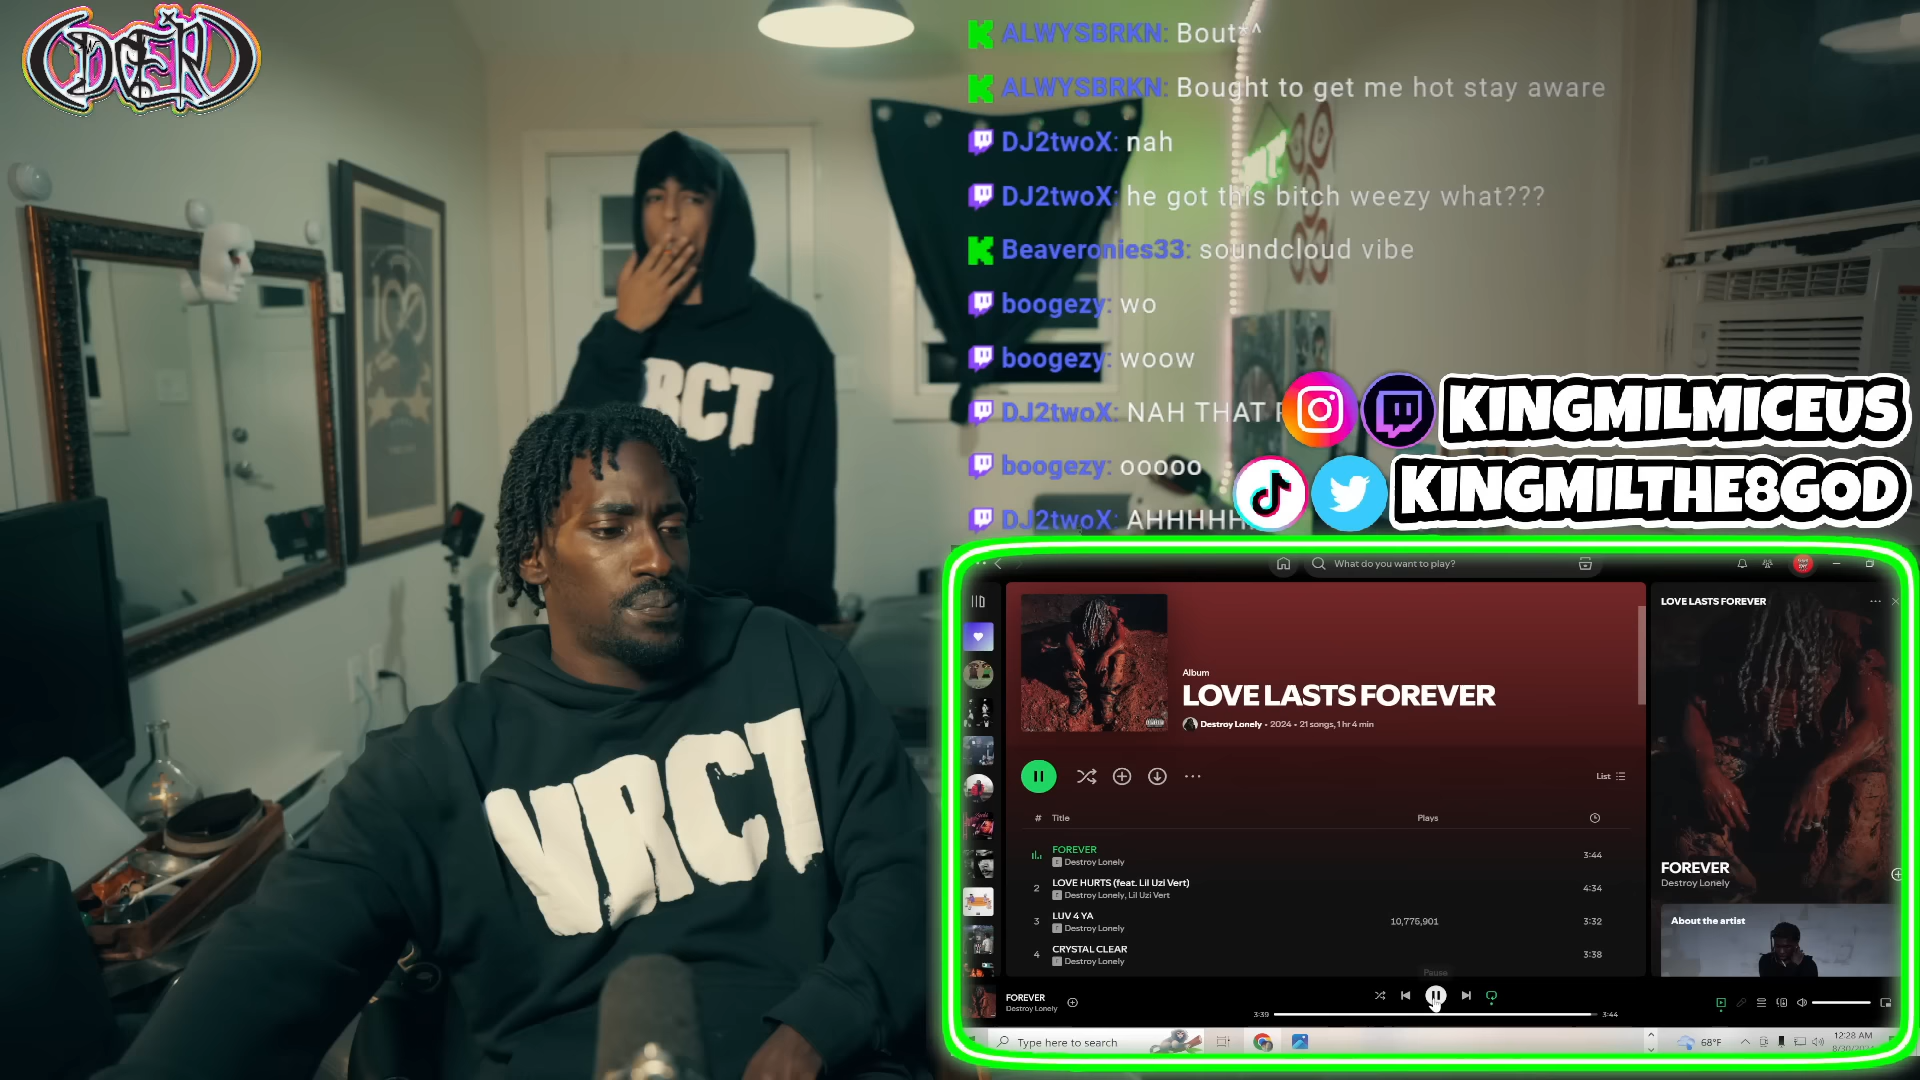 ALWYSBRKN: Bout*^
ALWYSBRKN: Bought to get me hot stay aware
DJ2twoX: nah
DJ2twoX: he got this bitch weezy what???
Beaveronies33: soundcloud vibe
boogezy: wo
boogezy: woow
DJ2twoX: NAH THAT
boogezy: ooooo
DJ2twoX: AHHHHH
KINGMILMICEUS
KINGMILTHE8GOD
VRCT
VRCT
What do you want to play?
Album
LOVE LASTS FOREVER
Destroy Lonely • 2024 • 21 songs, 1 hr 4 min
List
# Title Plays
FOREVER
E Destroy Lonely
3:44
2 LOVE HURTS (feat. Lil Uzi Vert)
E Destroy Lonely, Lil Uzi Vert
4:34
3 LUV 4 YA
E Destroy Lonely
10,775,901 3:32
4 CRYSTAL CLEAR
E Destroy Lonely
3:38
LOVE LASTS FOREVER
FOREVER
Destroy Lonely
About the artist
Pause
FOREVER
Destroy Lonely
3:39 3:44
Type here to search
68°F
12:28 AM